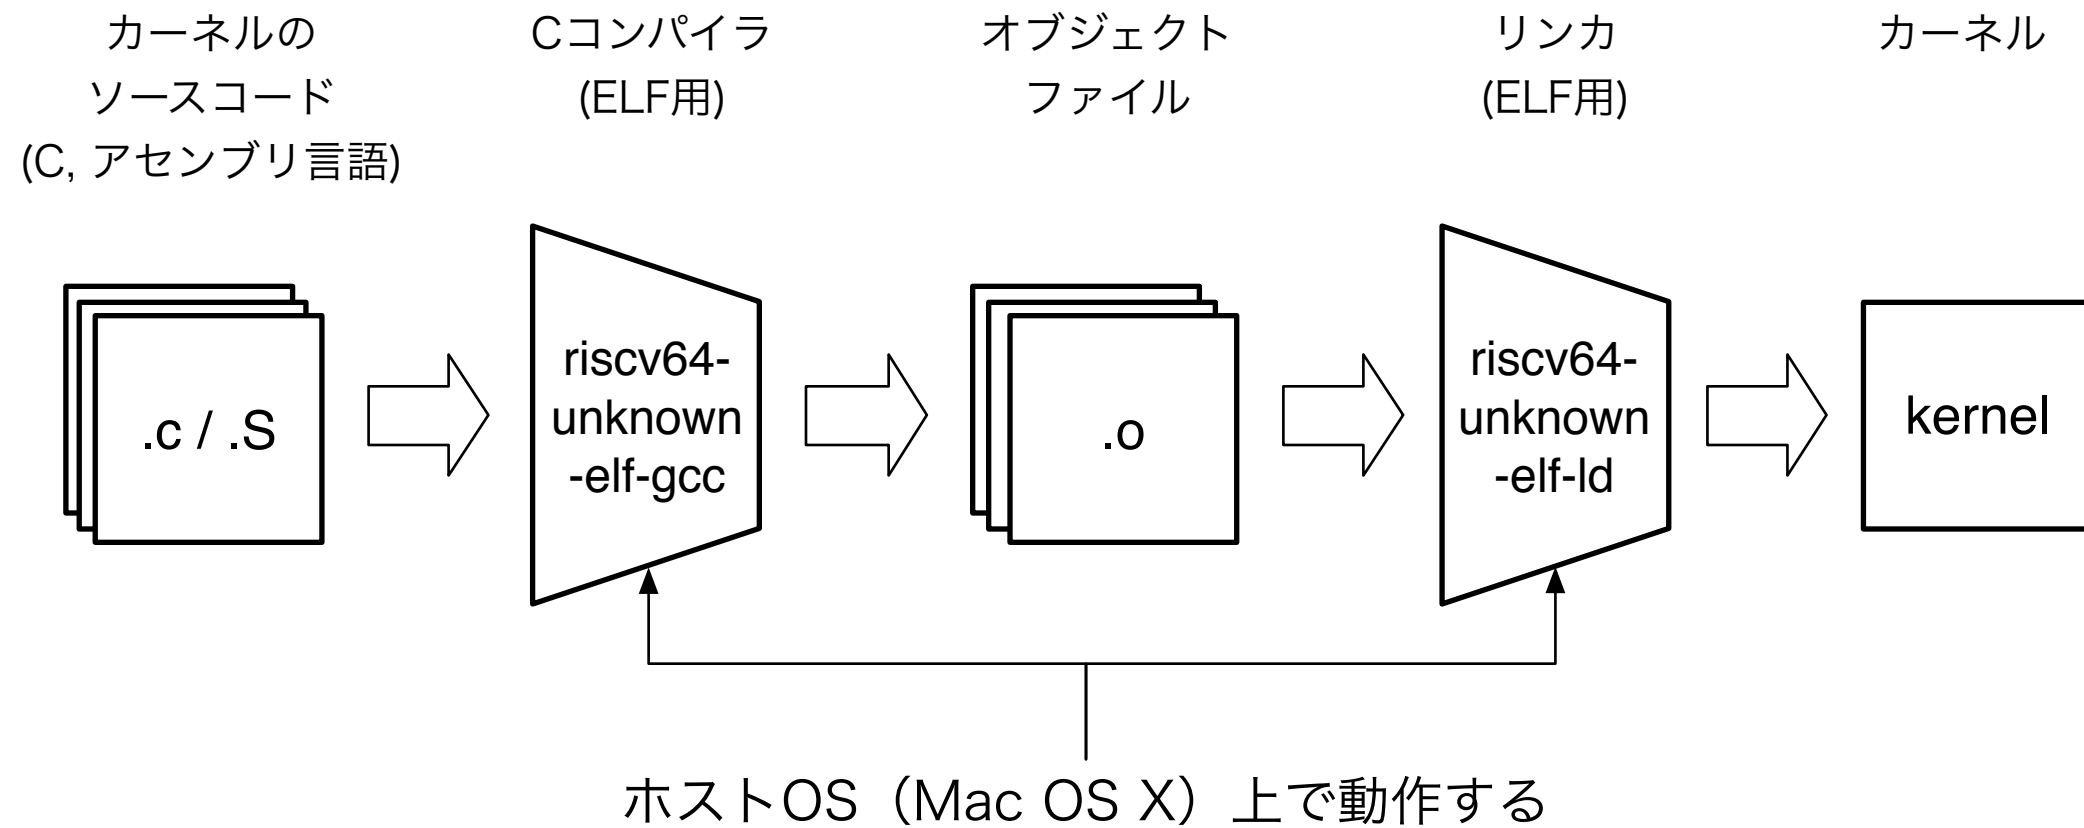 カーネルの
ソースコード
(C, アセンブリ言語)
Cコンパイラ
(ELF用)
オブジェクト
ファイル
リンカ
(ELF用)
カーネル
.c / .S
riscv64-
unknown
-elf-gcc
.o
riscv64-
unknown
-elf-ld
kernel
ホストOS（Mac OS X）上で動作する